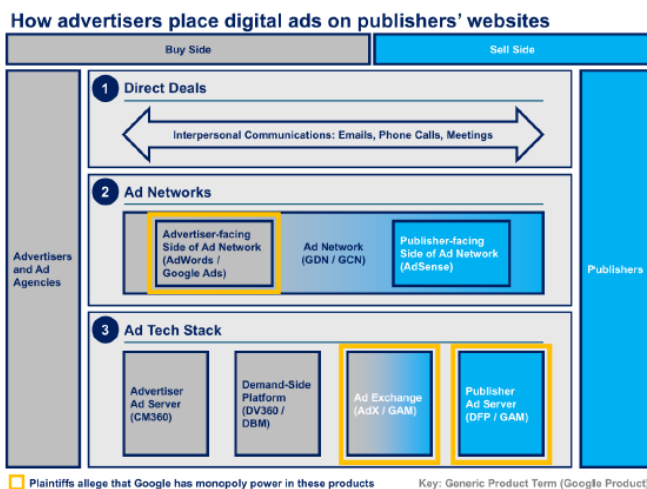 How advertisers place digital ads on publishers' websites
Buy Side
Sell Side
Advertisers
and Ad
Agencies
1 Direct Deals
Interpersonal Communications: Emails, Phone Calls, Meetings
2 Ad Networks
Advertiser-facing
Side of Ad Network
(AdWords /
Google Ads)
Ad Network
(GDN / GCN)
Publisher-facing
Side of Ad Network
(AdSense)
3 Ad Tech Stack
Advertiser
Ad Server
(CM360)
Demand-Side
Platform
(DV360 /
DBM)
Ad Exchange
(AdX / GAM)
Publisher
Ad Server
(DFP / GAM)
Publishers
Plaintiffs allege that Google has monopoly power in these products
Key: Generic Product Term (Google Product)